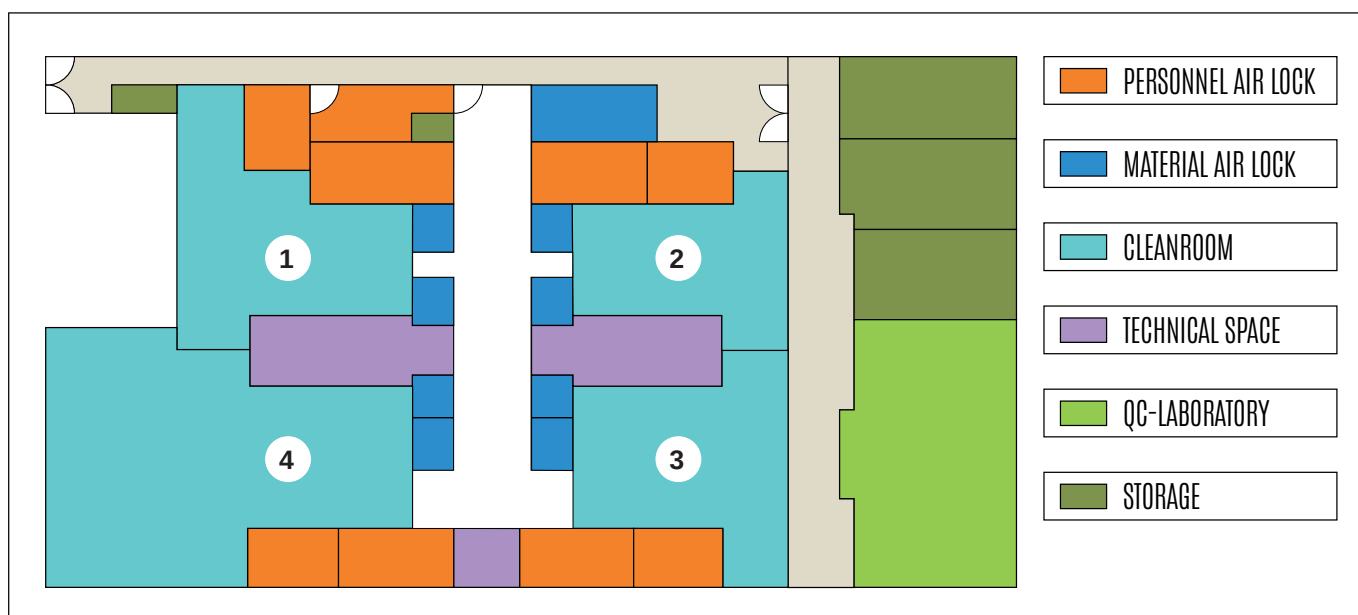 PERSONNEL AIR LOCK
MATERIAL AIR LOCK
1
2
CLEANROOM
TECHNICAL SPACE
QC-LABORATORY
4
3
STORAGE